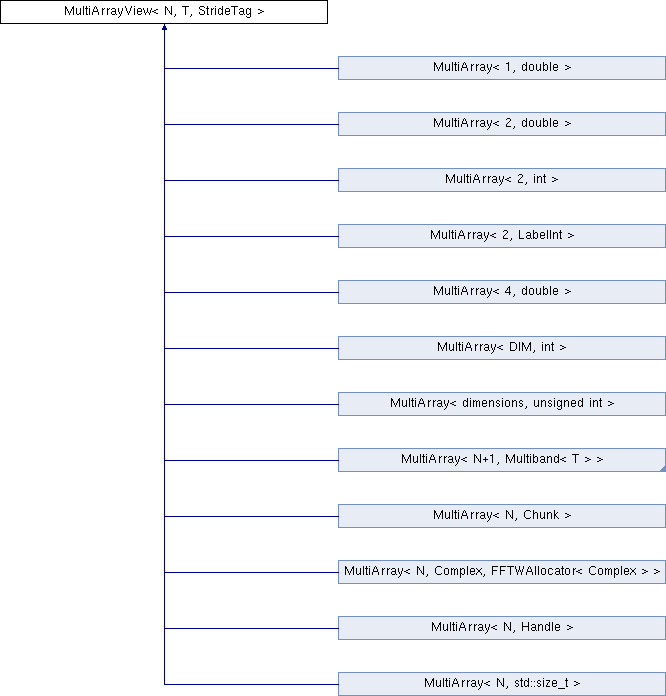 MultiArrayView< N, T, StrideTag >
MultiArray< 1, double >
MultiArray< 2, double >
MultiArray< 2, int >
MultiArray< 2, LabelInt >
MultiArray< 4, double >
MultiArray< DIM, int >
MultiArray< dimensions, unsigned int >
MultiArray< N+1, Multiband< T > >
MultiArray< N, Chunk >
MultiArray< N, Complex, FFTWAllocator< Complex > >
MultiArray< N, Handle >
MultiArray< N, std::size_t >